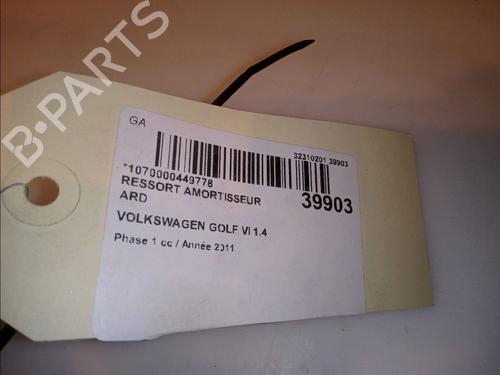 B-PARTS
GA
32310201 39903
*1070000449778
RESSORT AMORTISSEUR
ARD
39903
VOLKSWAGEN GOLF VI 1.4
Phase 1 cc / Année 2011